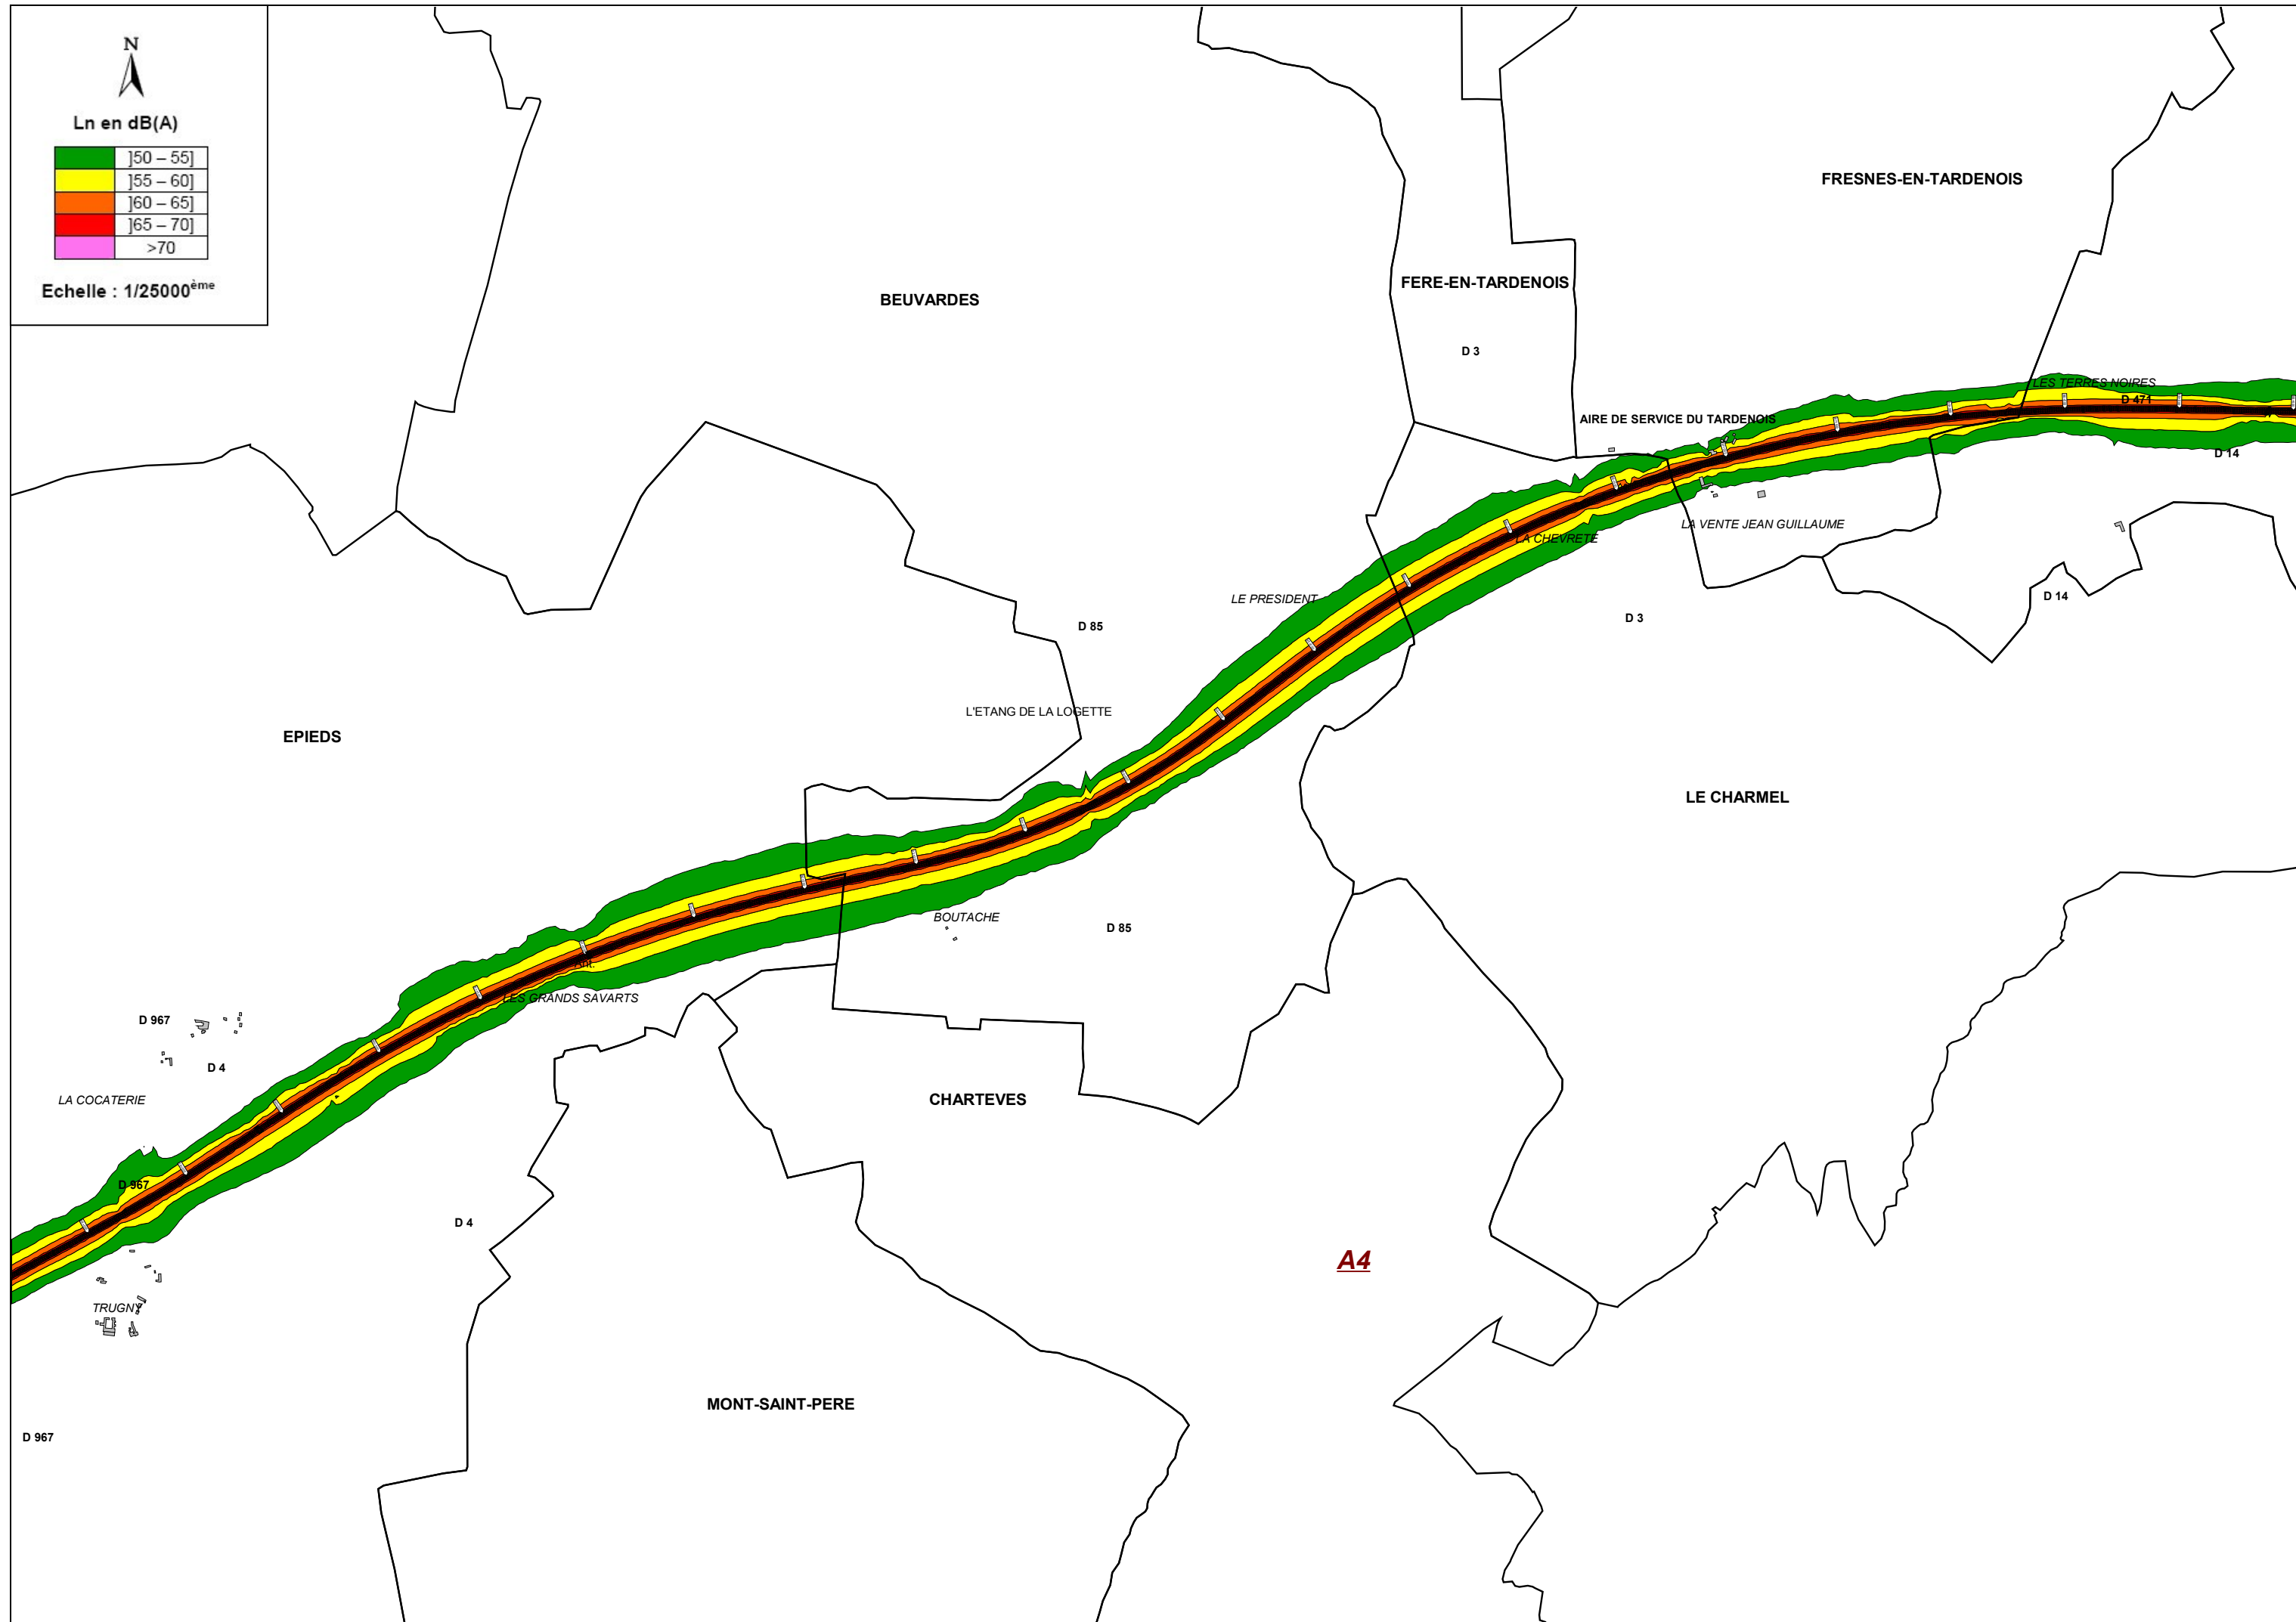 N
Ln en dB(A)
]50 – 55]
]55 – 60]
]60 – 65]
]65 – 70]
>70
Echelle : 1/25000ème
FRESNES-EN-TARDENOIS
FERE-EN-TARDENOIS
BEUVARDES
D 3
LES TERRES NOIRES
D 471
AIRE DE SERVICE DU TARDENOIS
D 14
LA VENTE JEAN GUILLAUME
LA CHEVRETE
LE PRESIDENT
D 14
D 3
D 85
L'ETANG DE LA LOGETTE
EPIEDS
LE CHARMEL
BOUTACHE
D 85
Ant.
LES GRANDS SAVARTS
D 967
D 4
LA COCATERIE
CHARTEVES
D 967
D 4
A4
TRUGNY
MONT-SAINT-PERE
D 967